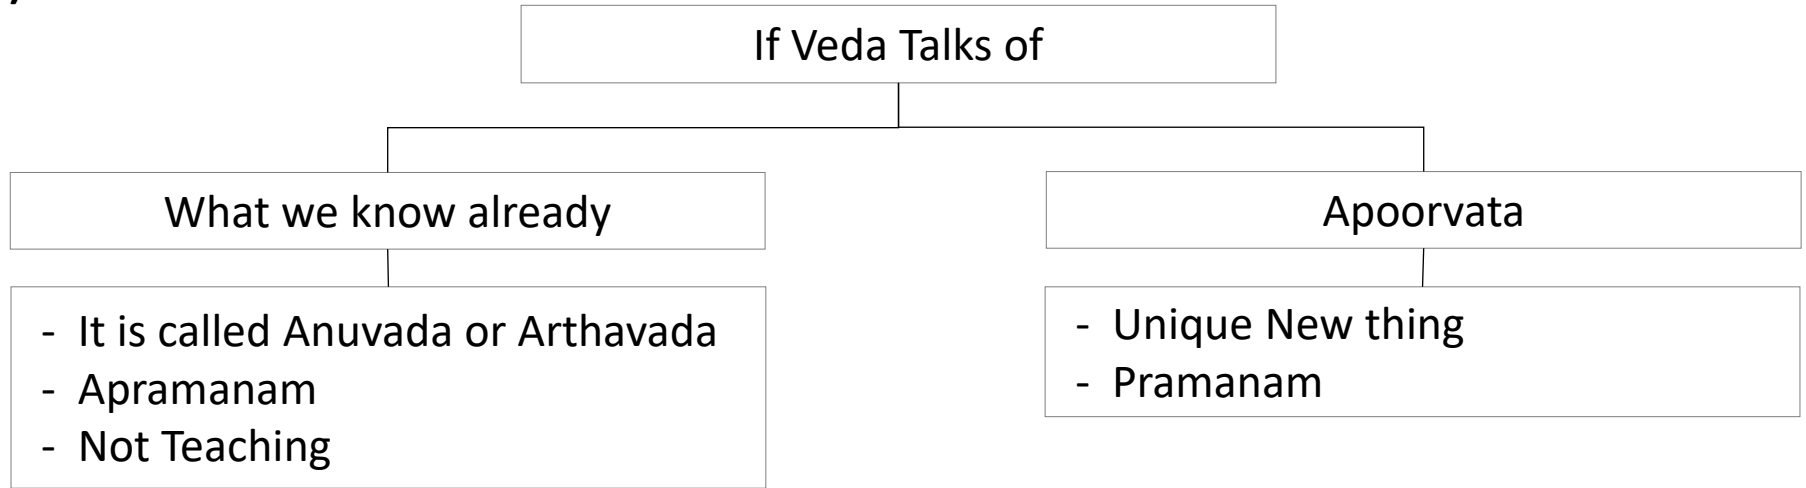 If Veda Talks of
What we know already
Apoorvata
- It is called Anuvada or Arthavada
- Apramanam
- Not Teaching
- Unique New thing
- Pramanam